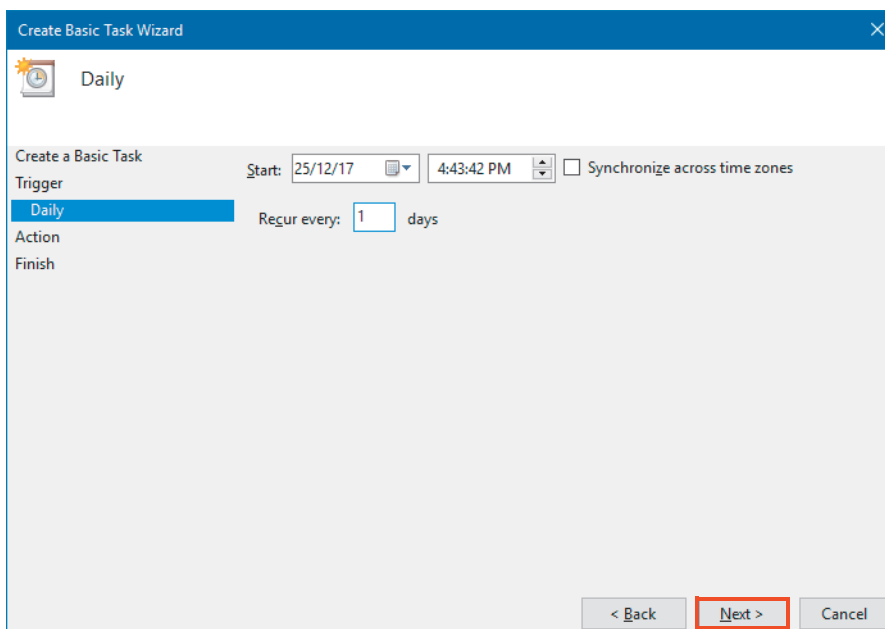 Create Basic Task Wizard
Daily
Create a Basic Task
Trigger
Daily
Action
Finish
Start: 25/12/17 4:43:42 PM Synchronize across time zones
Recur every: 1 days
< Back Next > Cancel